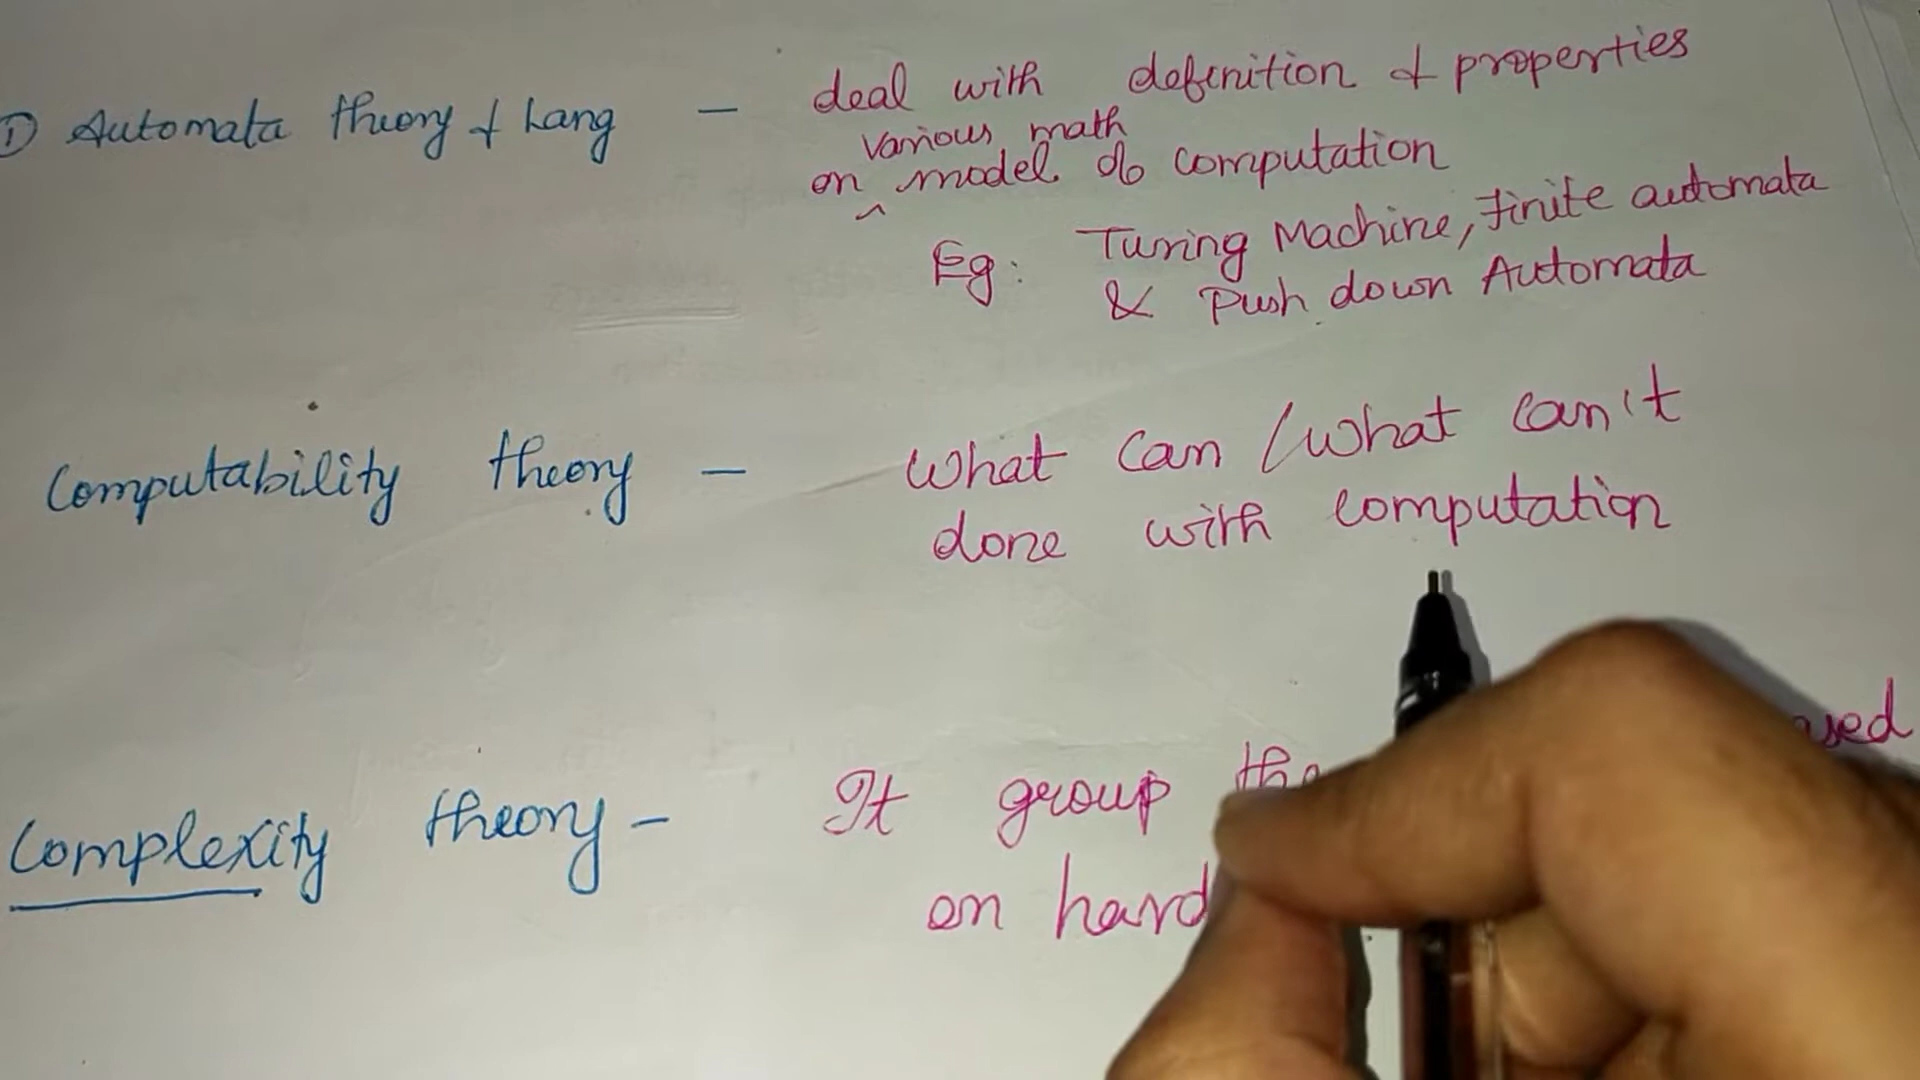 1) Automata theory & Lang - deal with definition & properties
various math
on model of computation
Eg: Turing Machine, finite automata
& Push down Automata
Computability theory - What can / what can't
done with computation
Complexity theory - It group
on hard